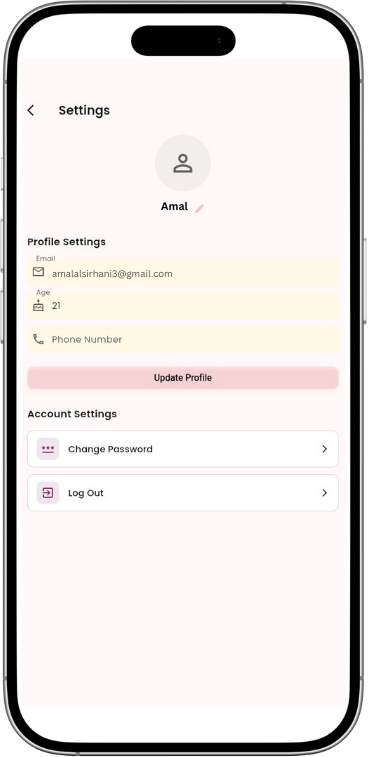 Settings
Amal
Profile Settings
Email
amalalsirhani3@gmail.com
Age
21
Phone Number
Update Profile
Account Settings
Change Password
Log Out